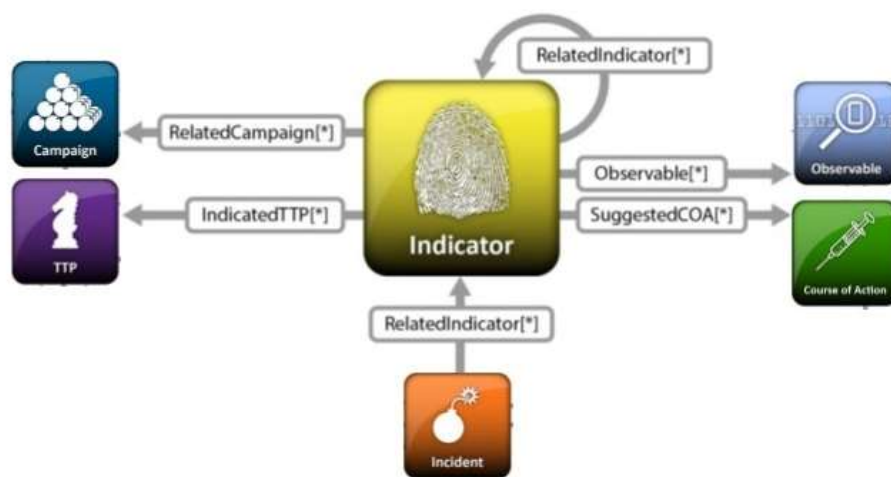 RelatedIndicator[*]
Campaign
RelatedCampaign[*]
Observable
Observable[*]
IndicatedTTP[*]
SuggestedCOA[*]
TTP
Indicator
Course of Action
RelatedIndicator[*]
Incident